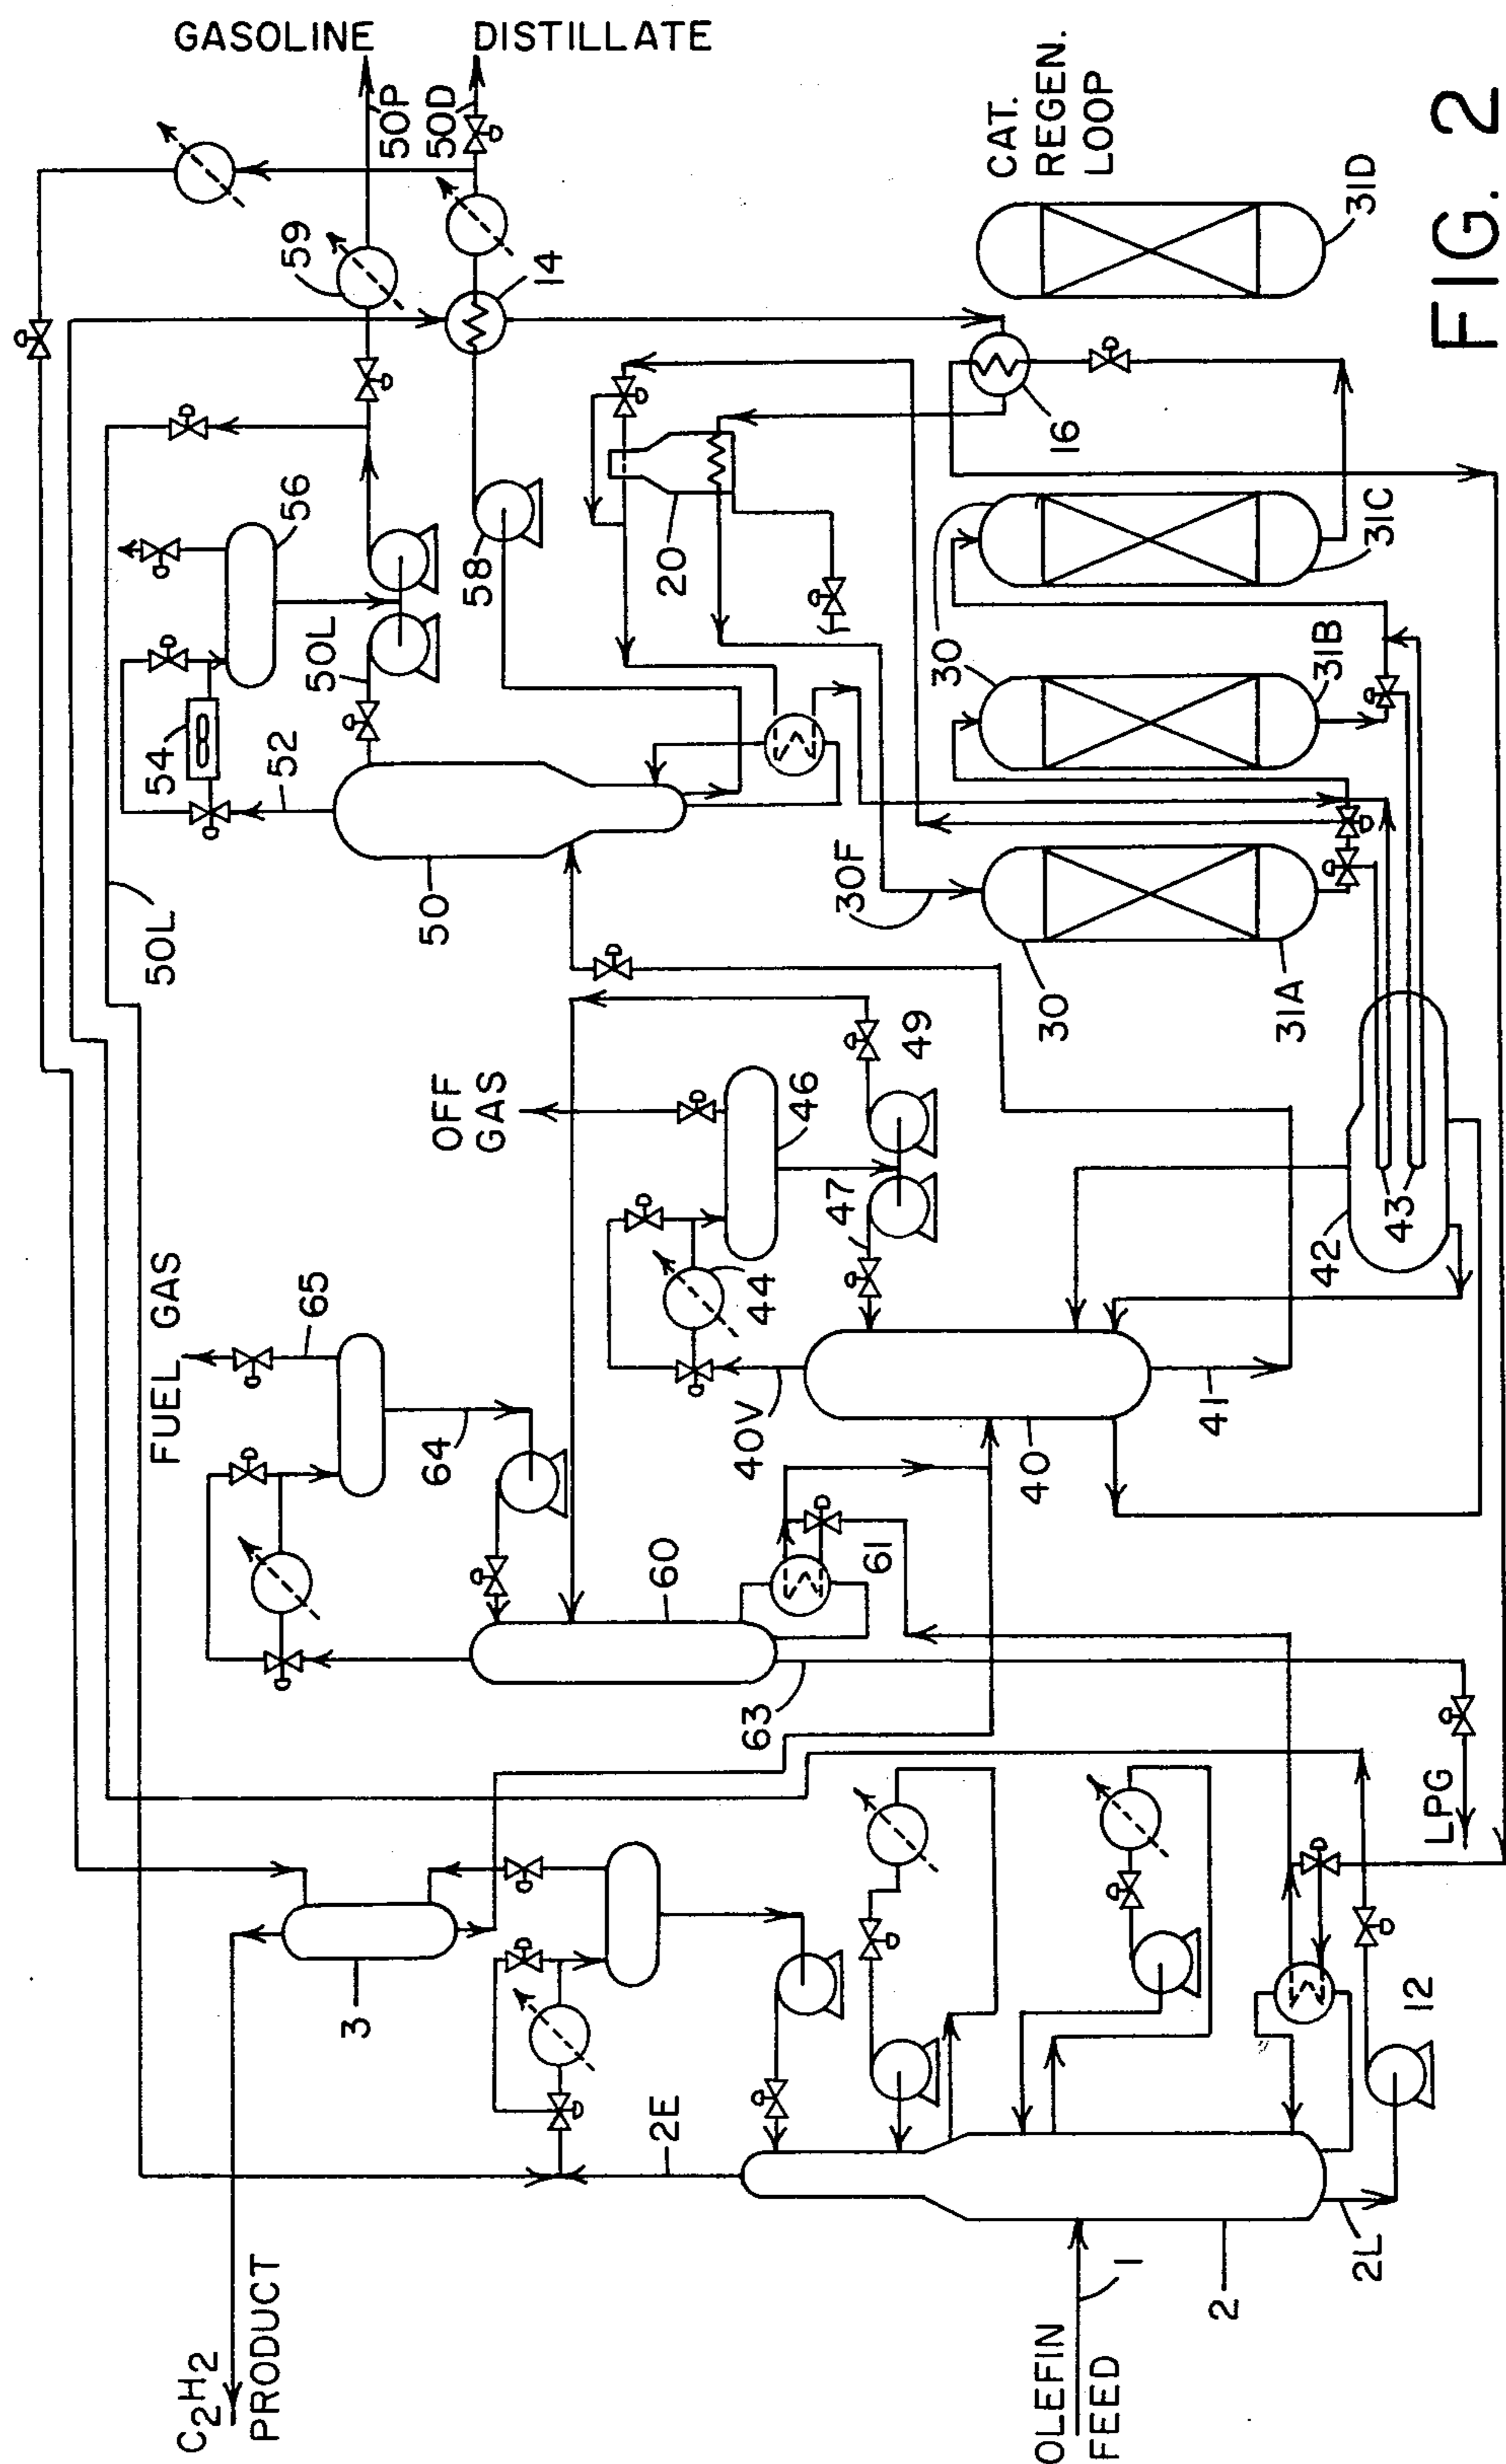 GASOLINE
DISTILLATE
50P
50D
59
14
CAT.
REGEN.
LOOP
31D
FIG. 2
56
50L
54
52
58
20
16
30
31C
30
31B
50L
50
30F
30
31A
OFF
GAS
46
49
47
44
42
43
FUEL GAS
65
64
40V
40
41
60
61
63
LPG
3
2E
12
C2H2
PRODUCT
OLEFIN
FEED
1
2
2L